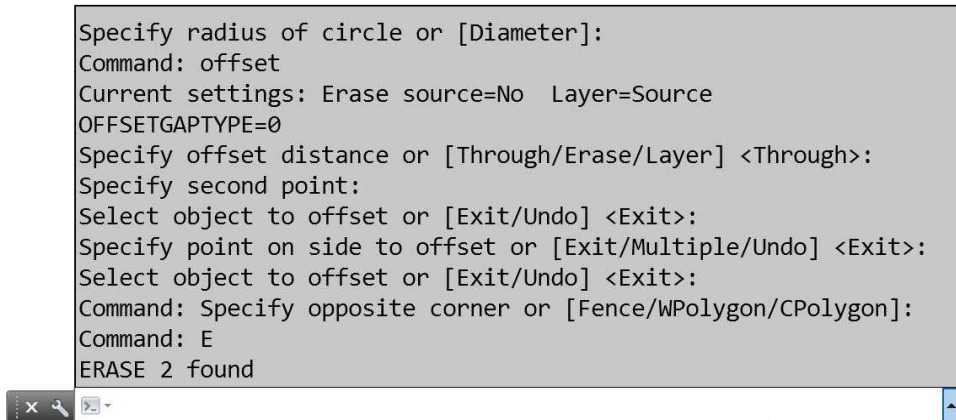 Specify radius of circle or [Diameter]:
Command: offset
Current settings: Erase source=No  Layer=Source
OFFSETGAPTYPE=0
Specify offset distance or [Through/Erase/Layer] <Through>:
Specify second point:
Select object to offset or [Exit/Undo] <Exit>:
Specify point on side to offset or [Exit/Multiple/Undo] <Exit>:
Select object to offset or [Exit/Undo] <Exit>:
Command: Specify opposite corner or [Fence/WPolygon/CPolygon]:
Command: E
ERASE 2 found